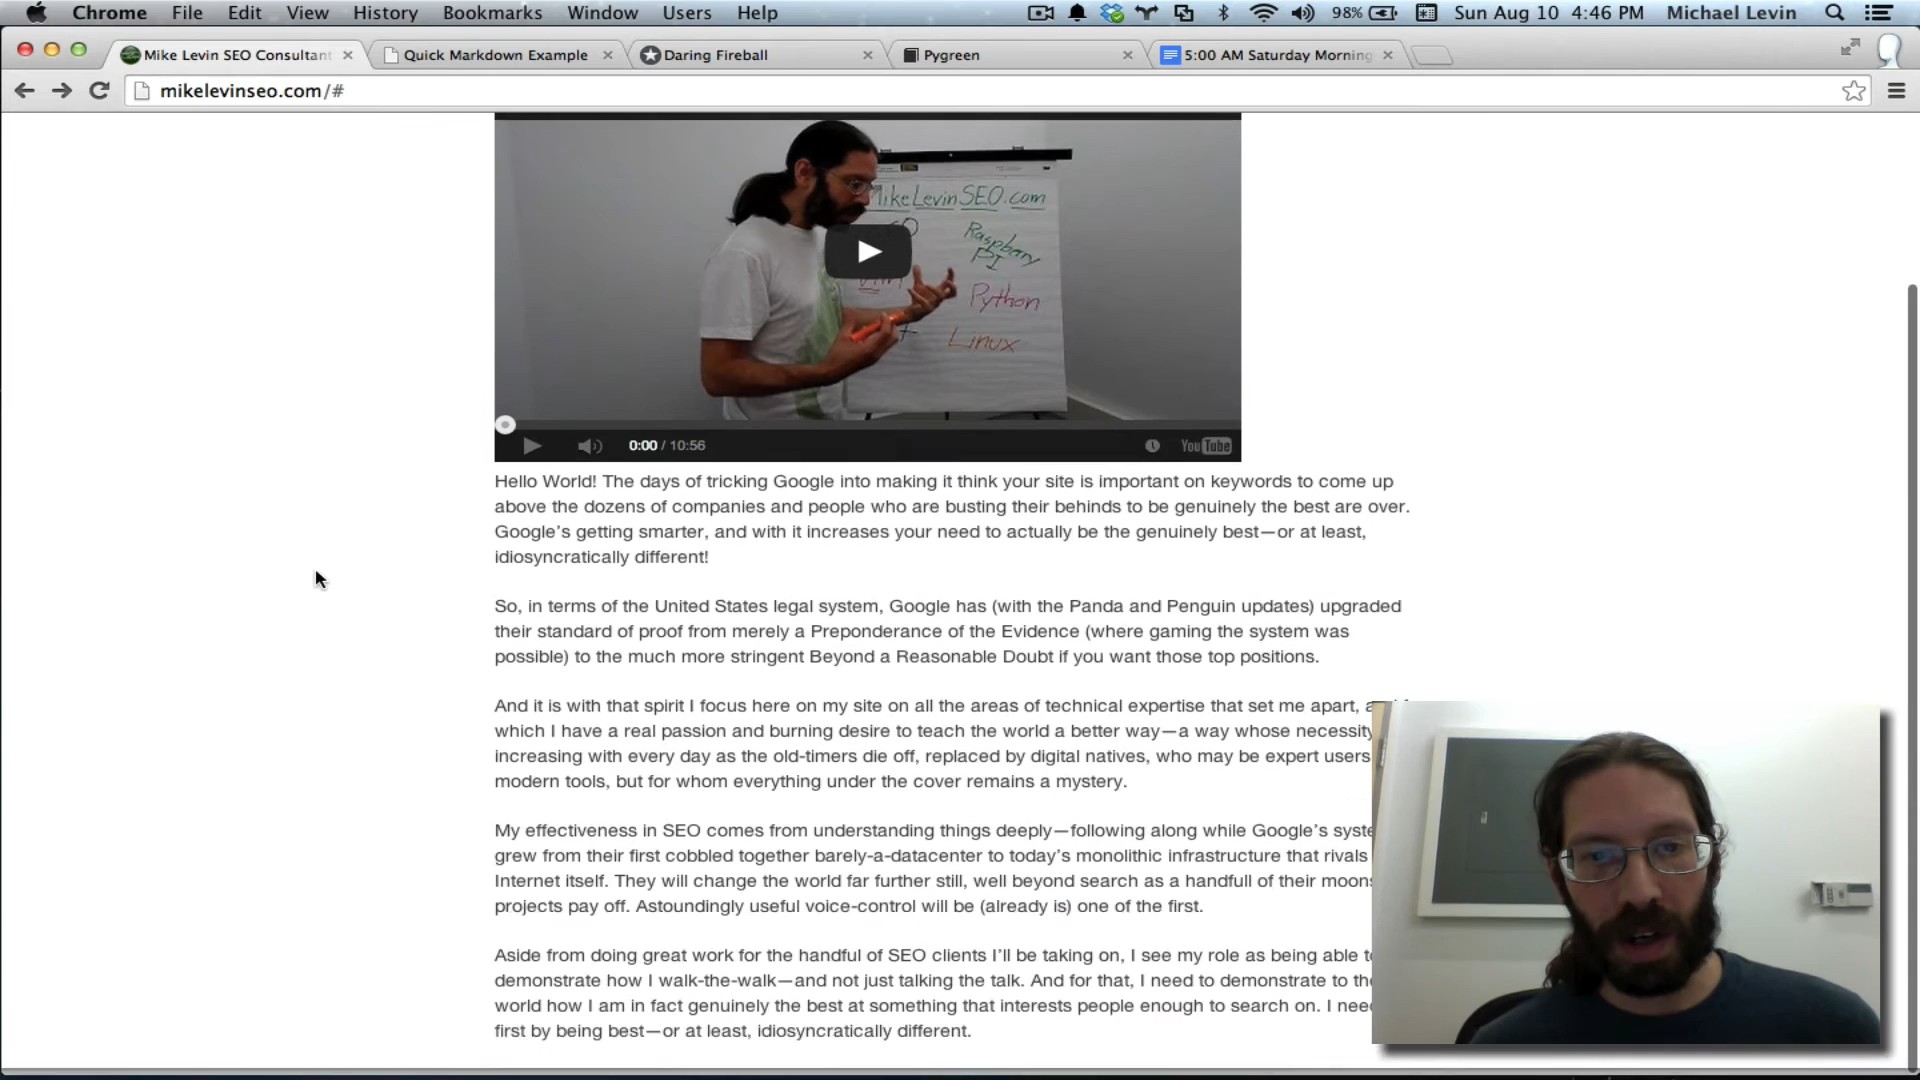 Chrome File Edit View History Bookmarks Window Users Help 98% Sun Aug 10 4:46 PM Michael Levin
Mike Levin SEO Consultant Quick Markdown Example Daring Fireball Pygreen 5:00 AM Saturday Morning
mikelevinseo.com/#
MikeLevinSEO.com
Raspberry
PI
Python
Linux
0:00 / 10:56 YouTube
Hello World! The days of tricking Google into making it think your site is important on keywords to come up
above the dozens of companies and people who are busting their behinds to be genuinely the best are over.
Google’s getting smarter, and with it increases your need to actually be the genuinely best—or at least,
idiosyncratically different!
So, in terms of the United States legal system, Google has (with the Panda and Penguin updates) upgraded
their standard of proof from merely a Preponderance of the Evidence (where gaming the system was
possible) to the much more stringent Beyond a Reasonable Doubt if you want those top positions.
And it is with that spirit I focus here on my site on all the areas of technical expertise that set me apart,
which I have a real passion and burning desire to teach the world a better way—a way whose necessity
increasing with every day as the old-timers die off, replaced by digital natives, who may be expert users
modern tools, but for whom everything under the cover remains a mystery.
My effectiveness in SEO comes from understanding things deeply—following along while Google’s syste
grew from their first cobbled together barely-a-datacenter to today’s monolithic infrastructure that rivals
Internet itself. They will change the world far further still, well beyond search as a handfull of their moons
projects pay off. Astoundingly useful voice-control will be (already is) one of the first.
Aside from doing great work for the handful of SEO clients I’ll be taking on, I see my role as being able to
demonstrate how I walk-the-walk—and not just talking the talk. And for that, I need to demonstrate to the
world how I am in fact genuinely the best at something that interests people enough to search on. I nee
first by being best—or at least, idiosyncratically different.